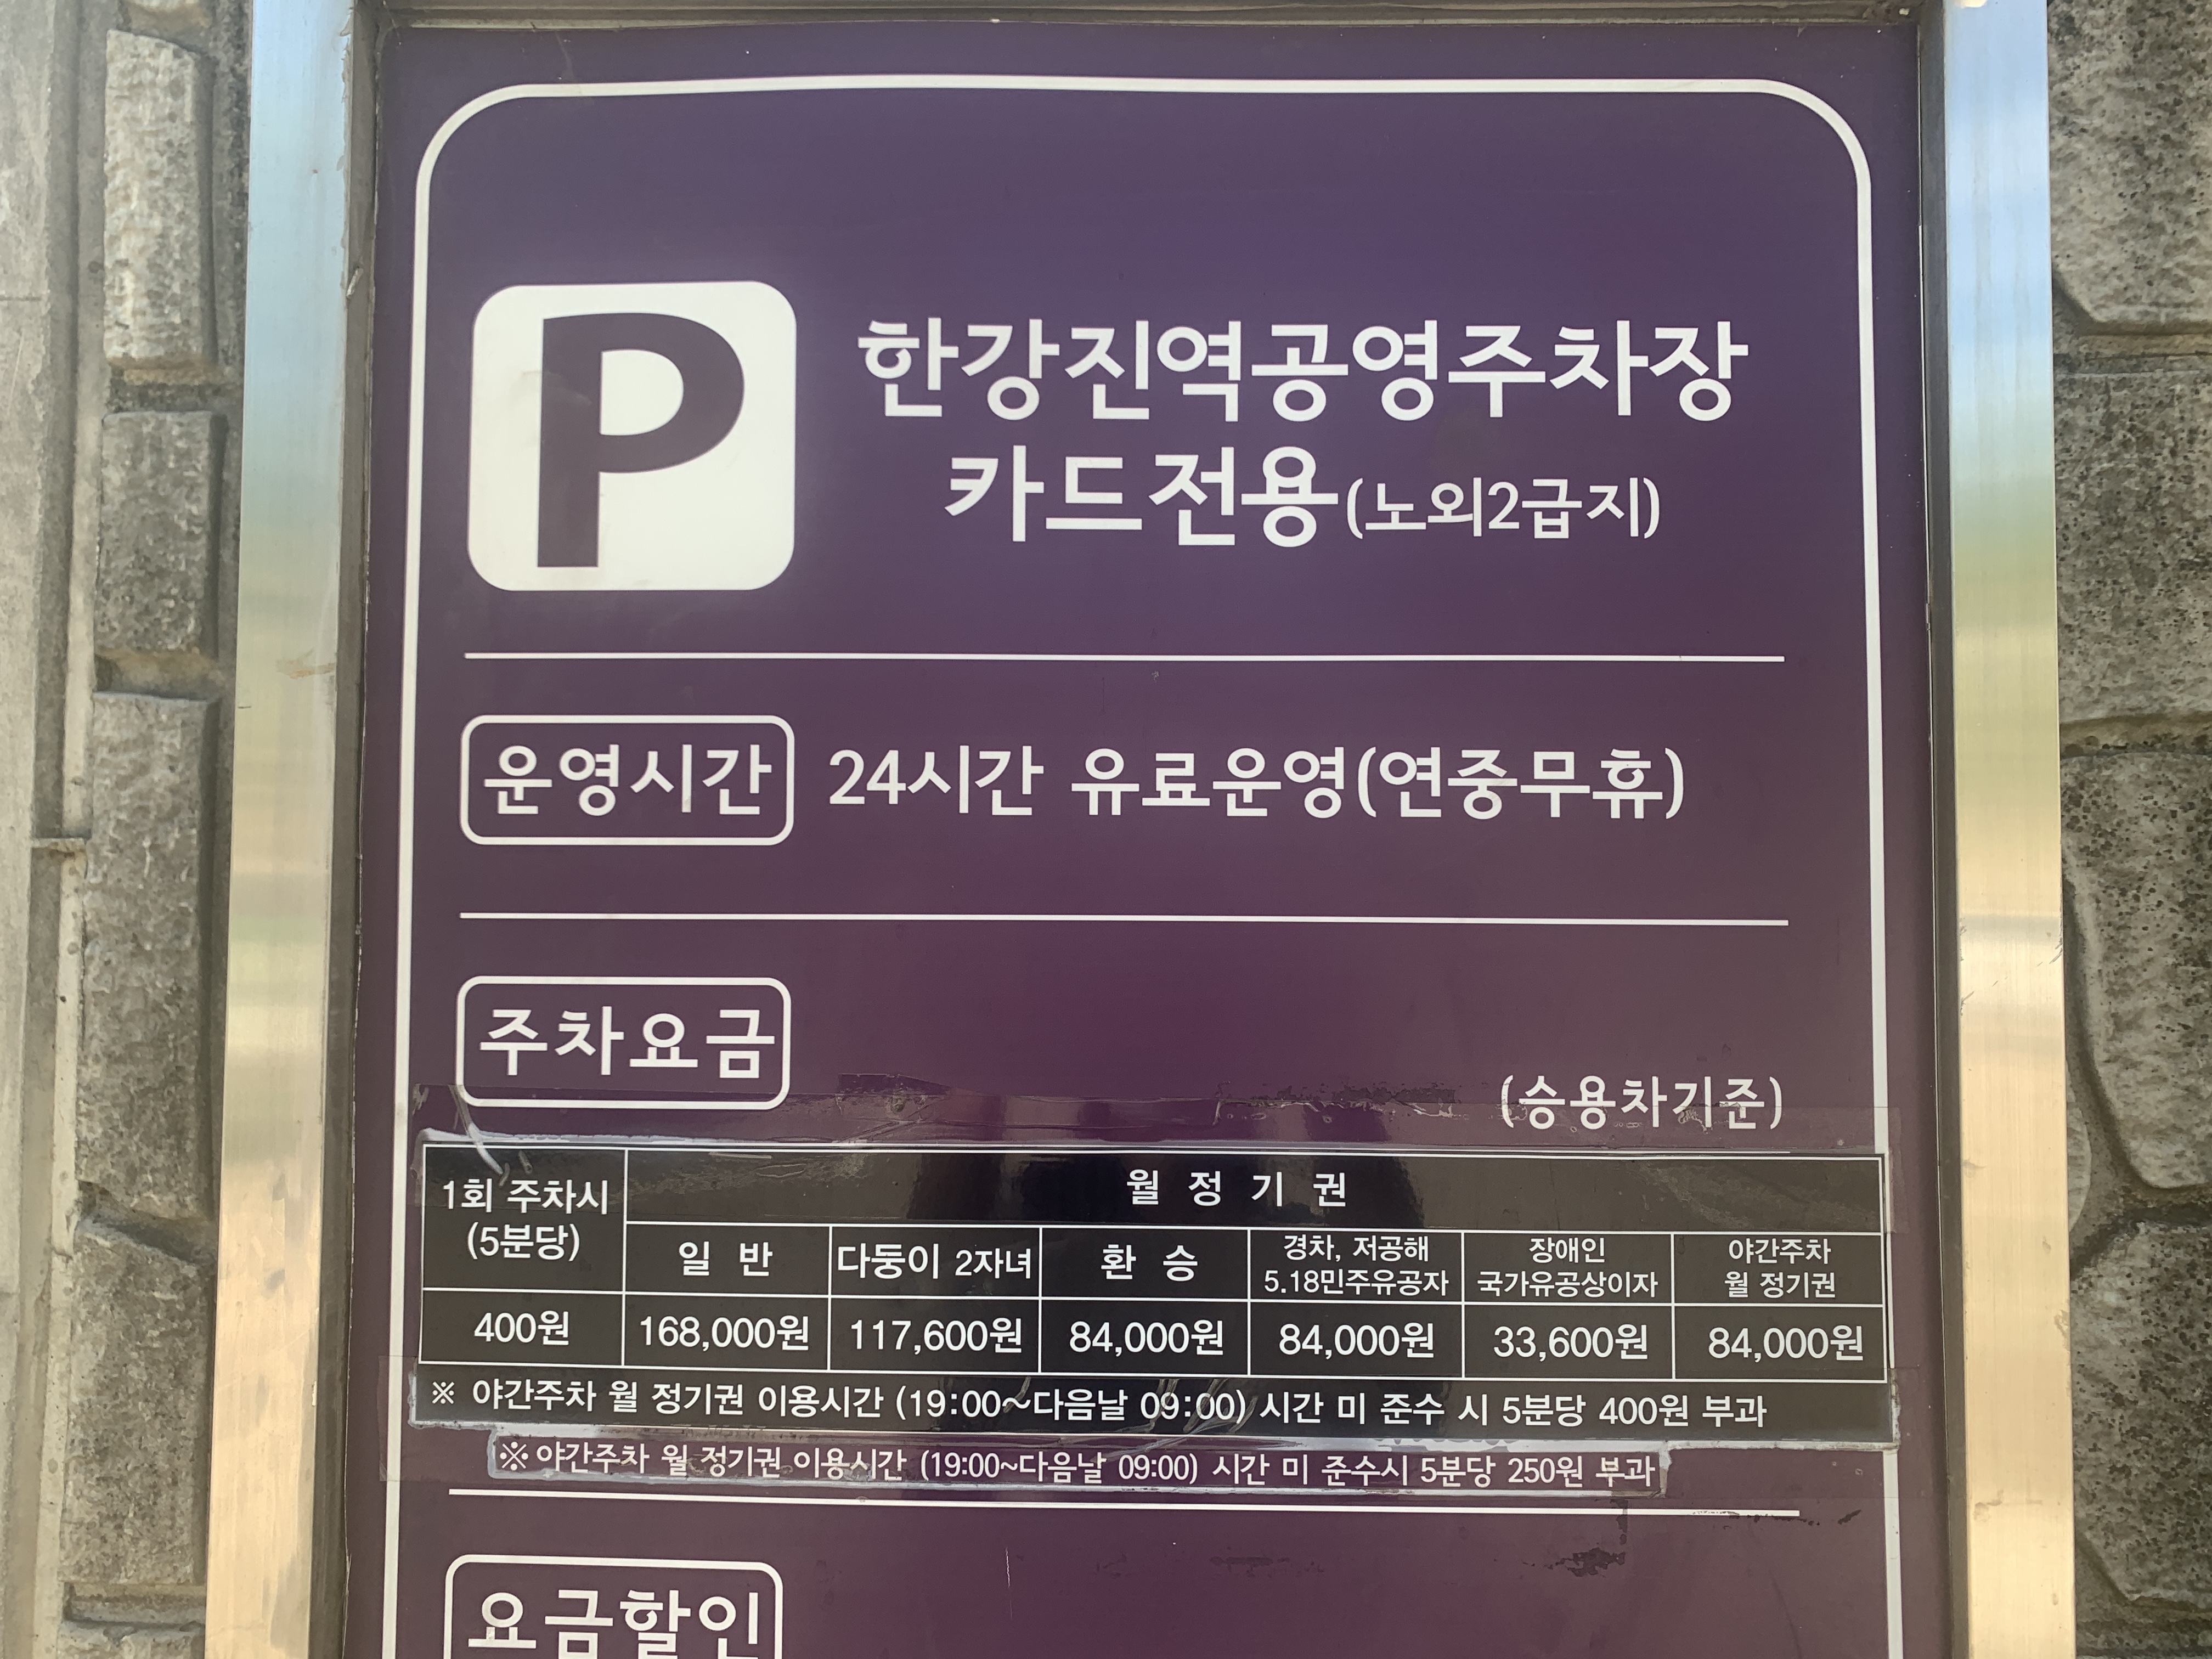 P
한강진역공영주차장
카드전용(노외2급지)
운영시간 24시간 유료운영(연중무휴)
주차요금
(승용차기준)
1회 주차시
(5분당)
월 정 기 권
일 반
다둥이 2자녀
환 승
경차, 저공해
5.18민주유공자
장애인
국가유공상이자
야간주차
월 정기권
400원 168,000원 117,600원 84,000원 84,000원 33,600원 84,000원
※ 야간주차 월 정기권 이용시간 (19:00~다음날 09:00) 시간 미 준수 시 5분당 400원 부과
※야간주차 월 정기권 이용시간 (19:00~다음날 09:00) 시간 미 준수시 5분당 250원 부과
요금할인